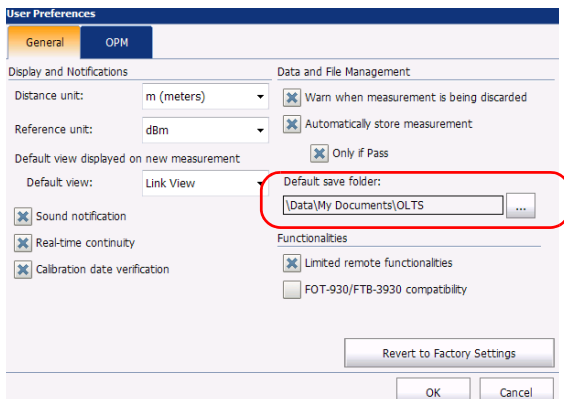 User Preferences
General
OPM
Display and Notifications
Distance unit:
m (meters)
Reference unit:
dBm
Default view displayed on new measurement
Default view:
Link View
Sound notification
Real-time continuity
Calibration date verification
Data and File Management
Warn when measurement is being discarded
Automatically store measurement
Only if Pass
Default save folder:
\Data\My Documents\OLTS
...
Functionalities
Limited remote functionalities
FOT-930/FTB-3930 compatibility
Revert to Factory Settings
OK
Cancel